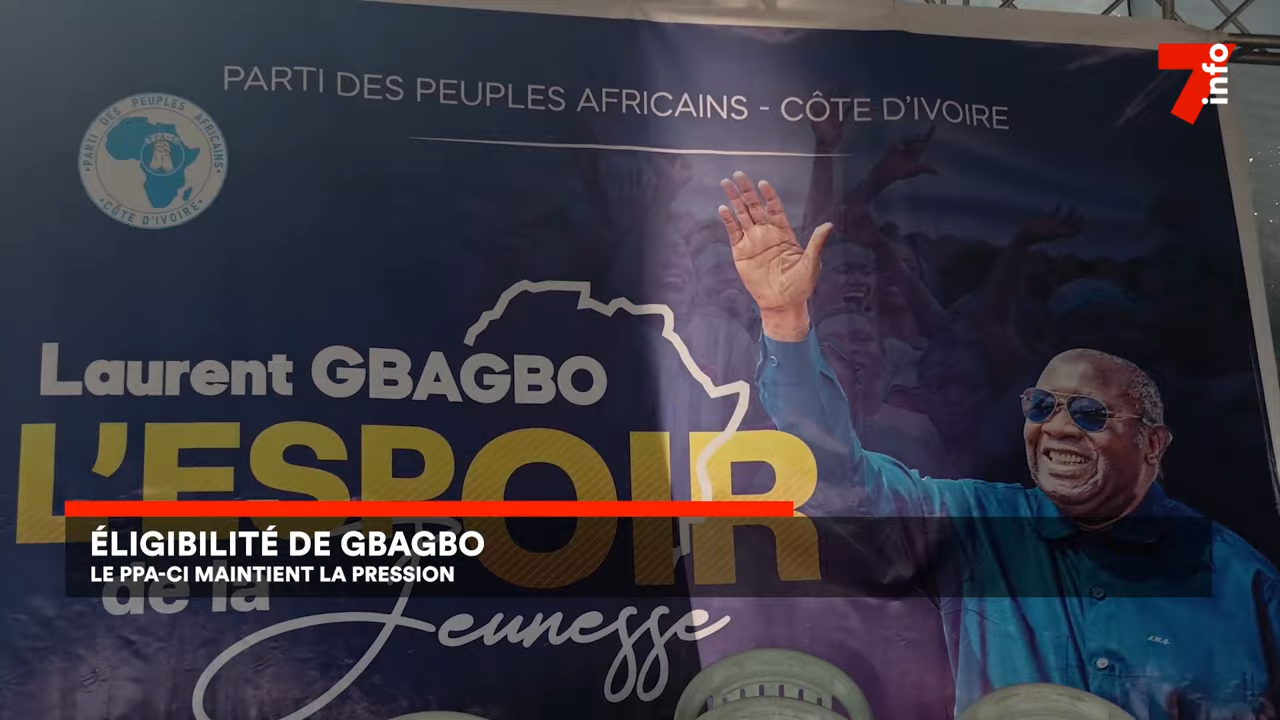 7info
PARTI DES PEUPLES AFRICAINS - CÔTE D'IVOIRE
PARTI DES PEUPLES AFRICAINS
CÔTE D'IVOIRE
Laurent GBAGBO
L'ESPOIR
de la
Jeunesse
ÉLIGIBILITÉ DE GBAGBO
LE PPA-CI MAINTIENT LA PRESSION